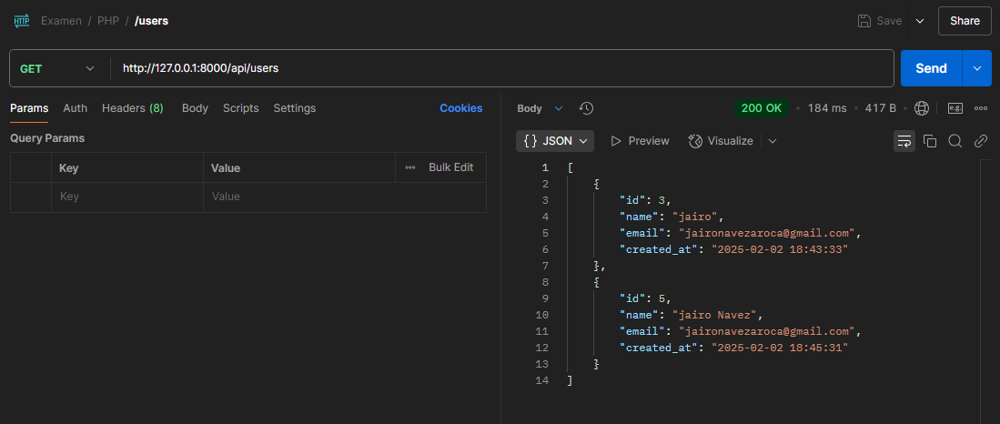 HTTP Examen / PHP / /users Save Share
GET http://127.0.0.1:8000/api/users Send
Params Auth Headers (8) Body Scripts Settings Cookies
Query Params
Key Value ••• Bulk Edit
Key Value
Body 200 OK • 184 ms • 417 B e.g. •••
{} JSON Preview Visualize
1 [
2 {
3 "id": 3,
4 "name": "jairo",
5 "email": "jaironavezaroca@gmail.com",
6 "created_at": "2025-02-02 18:43:33"
7 },
8 {
9 "id": 5,
10 "name": "jairo Navez",
11 "email": "jaironavezaroca@gmail.com",
12 "created_at": "2025-02-02 18:45:31"
13 }
14 ]